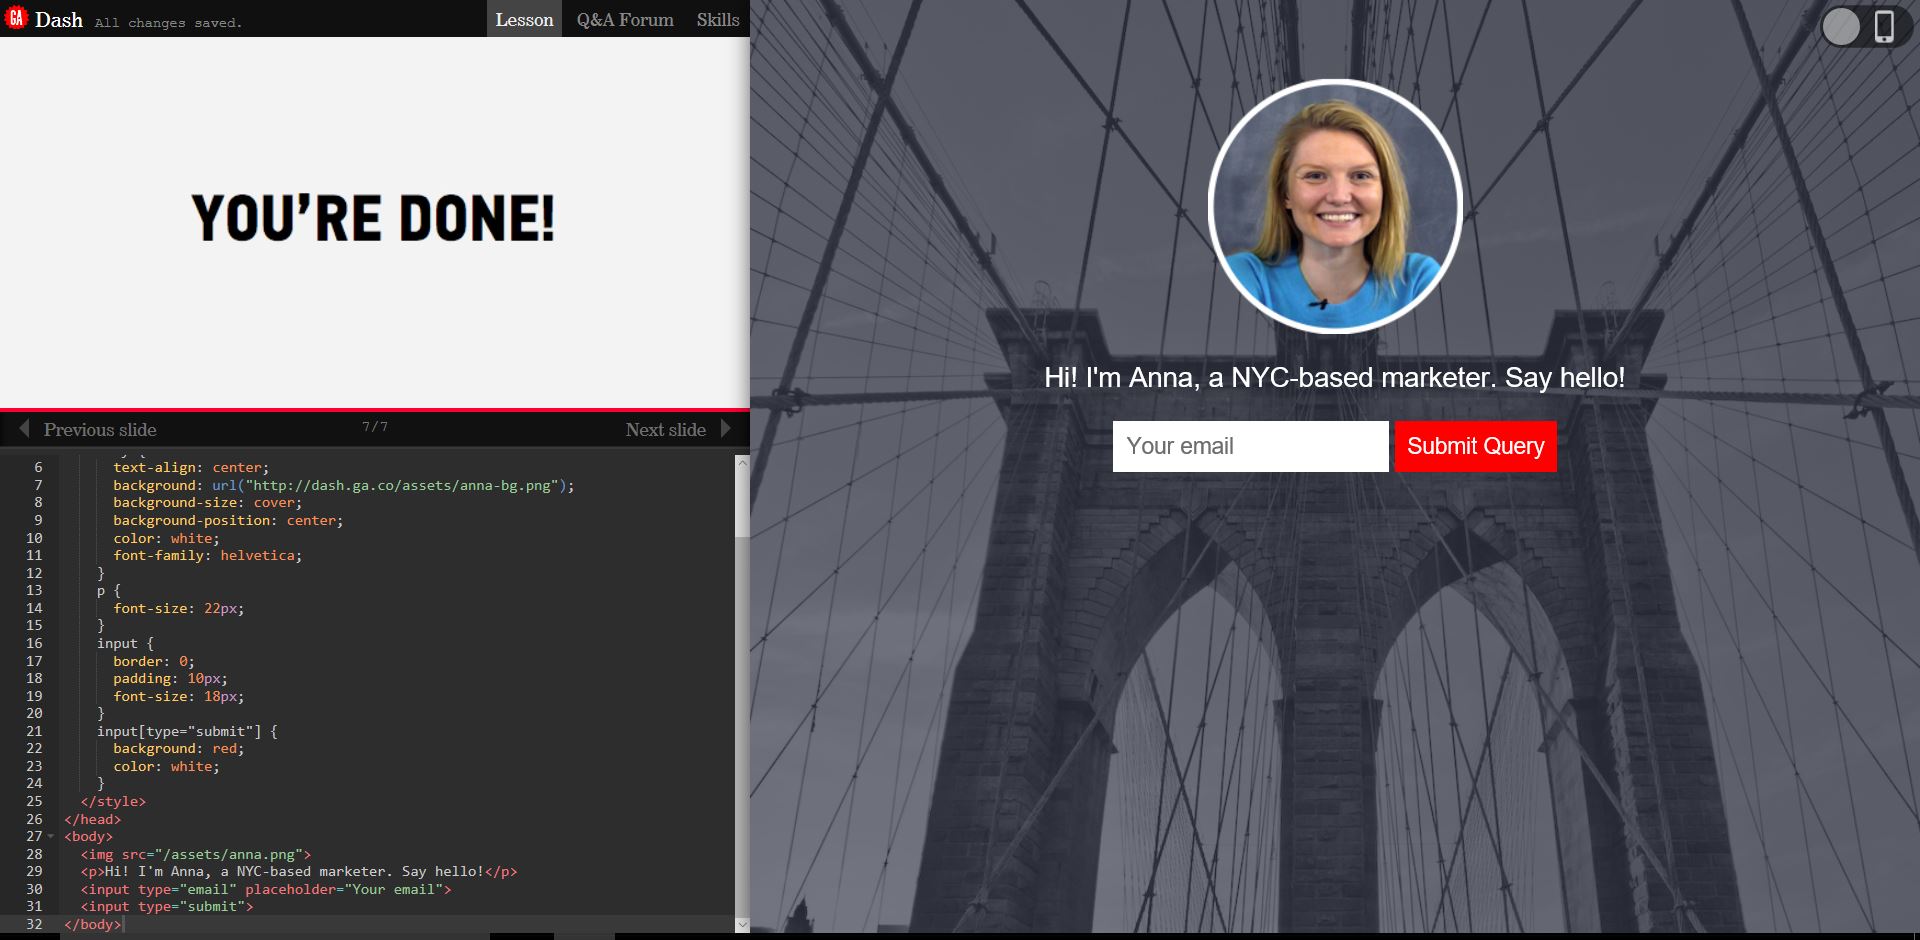 GA Dash All changes saved. Lesson Q&A Forum Skills
YOU'RE DONE!
Previous slide 7/7 Next slide
6 text-align: center;
7 background: url("http://dash.ga.co/assets/anna-bg.png");
8 background-size: cover;
9 background-position: center;
10 color: white;
11 font-family: helvetica;
12 }
13 p {
14 font-size: 22px;
15 }
16 input {
17 border: 0;
18 padding: 10px;
19 font-size: 18px;
20 }
21 input[type="submit"] {
22 background: red;
23 color: white;
24 }
25 </style>
26 </head>
27 <body>
28 <img src="/assets/anna.png">
29 <p>Hi! I'm Anna, a NYC-based marketer. Say hello!</p>
30 <input type="email" placeholder="Your email">
31 <input type="submit">
32 </body>
Hi! I'm Anna, a NYC-based marketer. Say hello!
Your email Submit Query